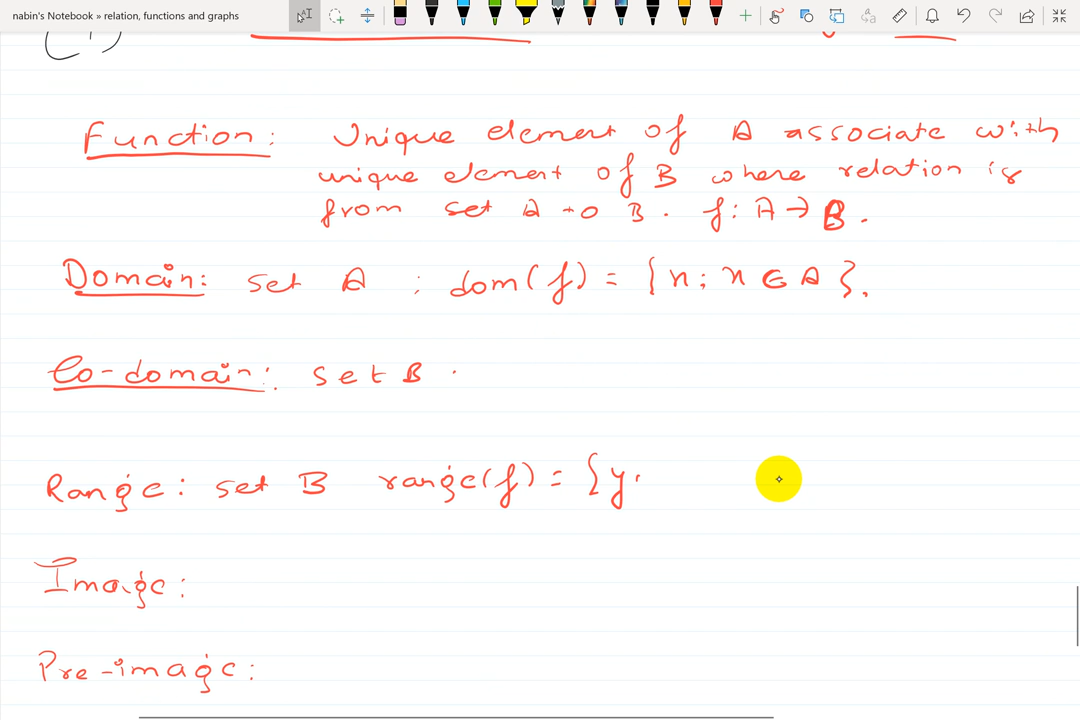 nabin's Notebook » relation, functions and graphs
(1)
Function: Unique element of A associate with
unique element of B where relation is
from set A to B. f: A → B.
Domain: set A ; dom(f) = {x; x ∈ A}.
Co-domain: set B.
Range: set B range(f) = {y.
Image:
Pre-image: